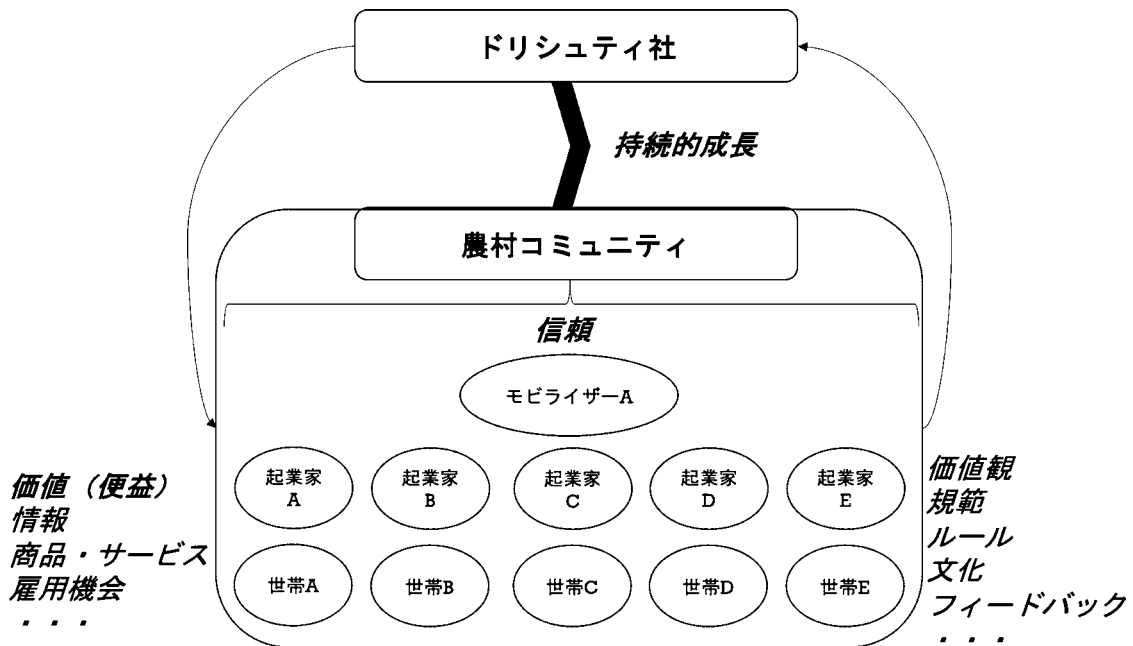 ドリシュティ社
持続的成長
農村コミュニティ
信頼
モビライザーA
起業家
A
起業家
B
起業家
C
起業家
D
起業家
E
世帯A
世帯B
世帯C
世帯D
世帯E
価値（便益）
情報
商品・サービス
雇用機会
・・・
価値観
規範
ルール
文化
フィードバック
・・・